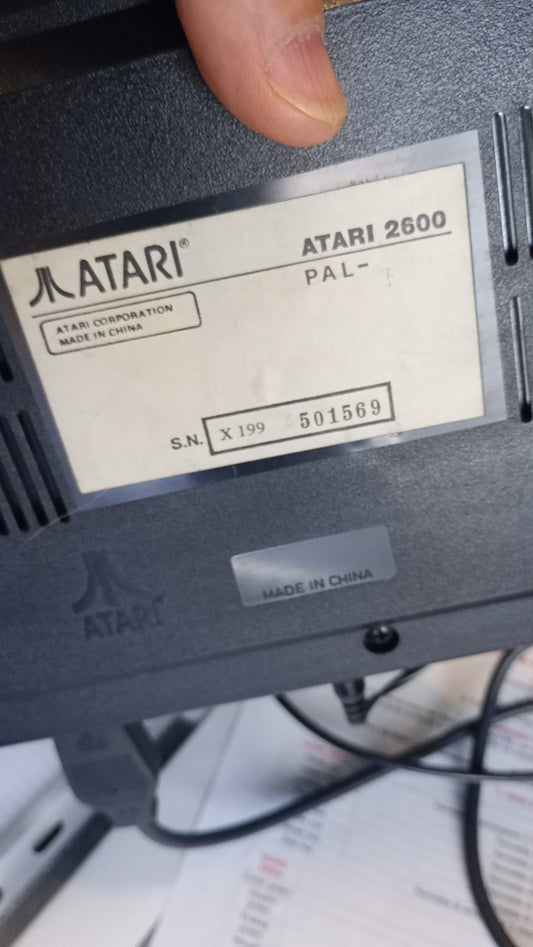 ATARI®
ATARI 2600
PAL-
ATARI CORPORATION
MADE IN CHINA
S.N. X 199 501569
MADE IN CHINA
ATARI